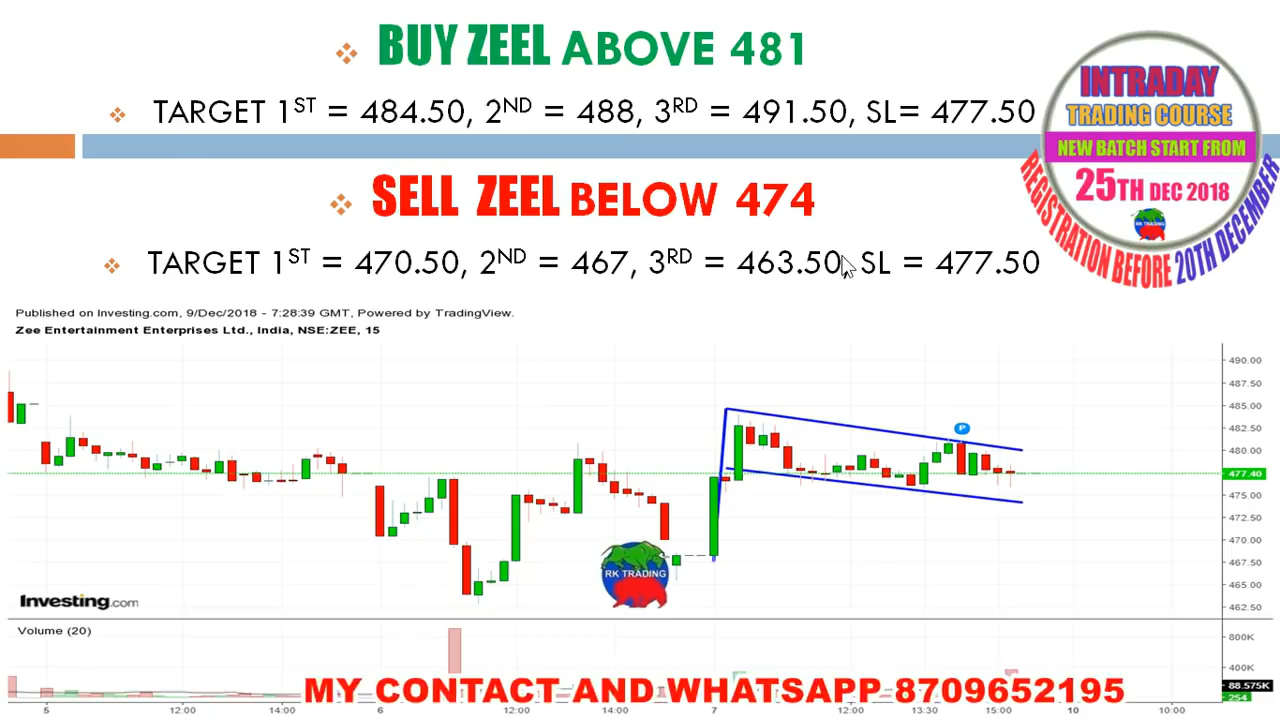 BUY ZEEL ABOVE 481
TARGET 1ST = 484.50, 2ND = 488, 3RD = 491.50, SL= 477.50
SELL ZEEL BELOW 474
TARGET 1ST = 470.50, 2ND = 467, 3RD = 463.50, SL = 477.50
INTRADAY
TRADING COURSE
NEW BATCH START FROM
25TH DEC 2018
RK TRADING
REGISTRATION BEFORE 20TH DECEMBER
Published on Investing.com, 9/Dec/2018 - 7:28:39 GMT, Powered by TradingView.
Zee Entertainment Enterprises Ltd., India, NSE:ZEE, 15
490.00
487.50
485.00
482.50
480.00
477.40
475.00
472.50
470.00
467.50
465.00
462.50
P
RK TRADING
Investing.com
Volume (20)
800K
400K
88.575K
254
MY CONTACT AND WHATSAPP 8709652195
5 12:00 14:00 6 12:00 14:00 7 12:00 13:30 15:00 10 10:00